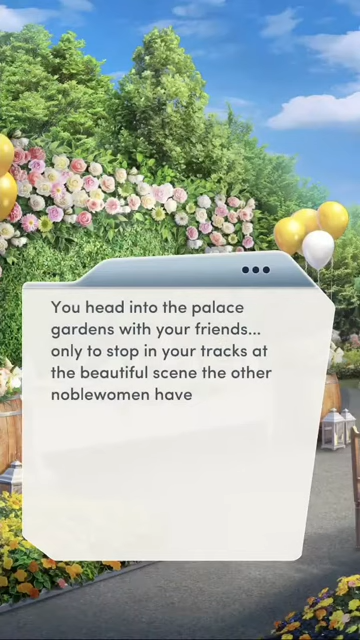 You head into the palace
gardens with your friends...
only to stop in your tracks at
the beautiful scene the other
noblewomen have